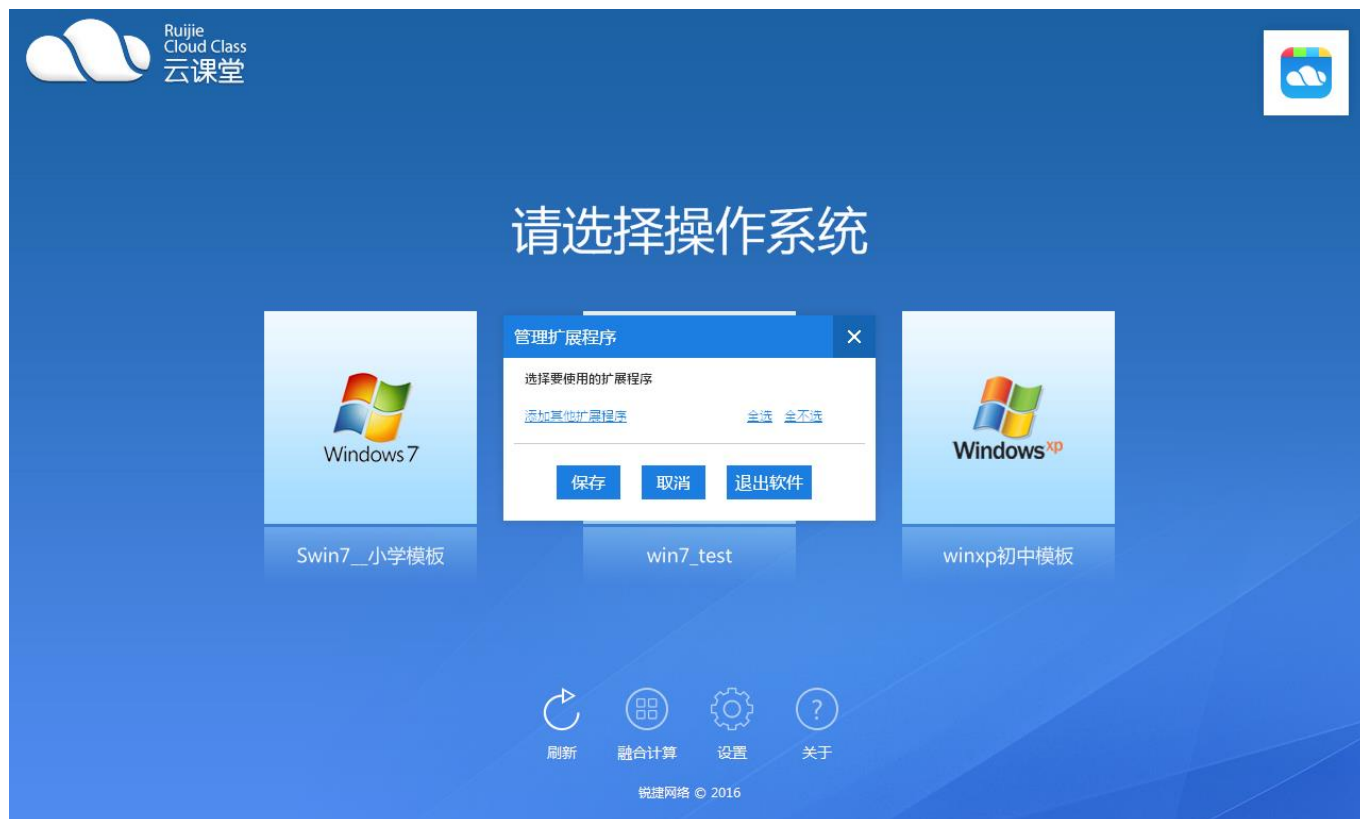 Ruijie
Cloud Class
云课堂
请选择操作系统
管理扩展程序
选择要使用的扩展程序
添加其他扩展程序 全选 全不选
保存 取消 退出软件
Windows 7
Windows xp
Swin7__小学模板 win7_test winxp初中模板
刷新 融合计算 设置 关于
锐捷网络 © 2016